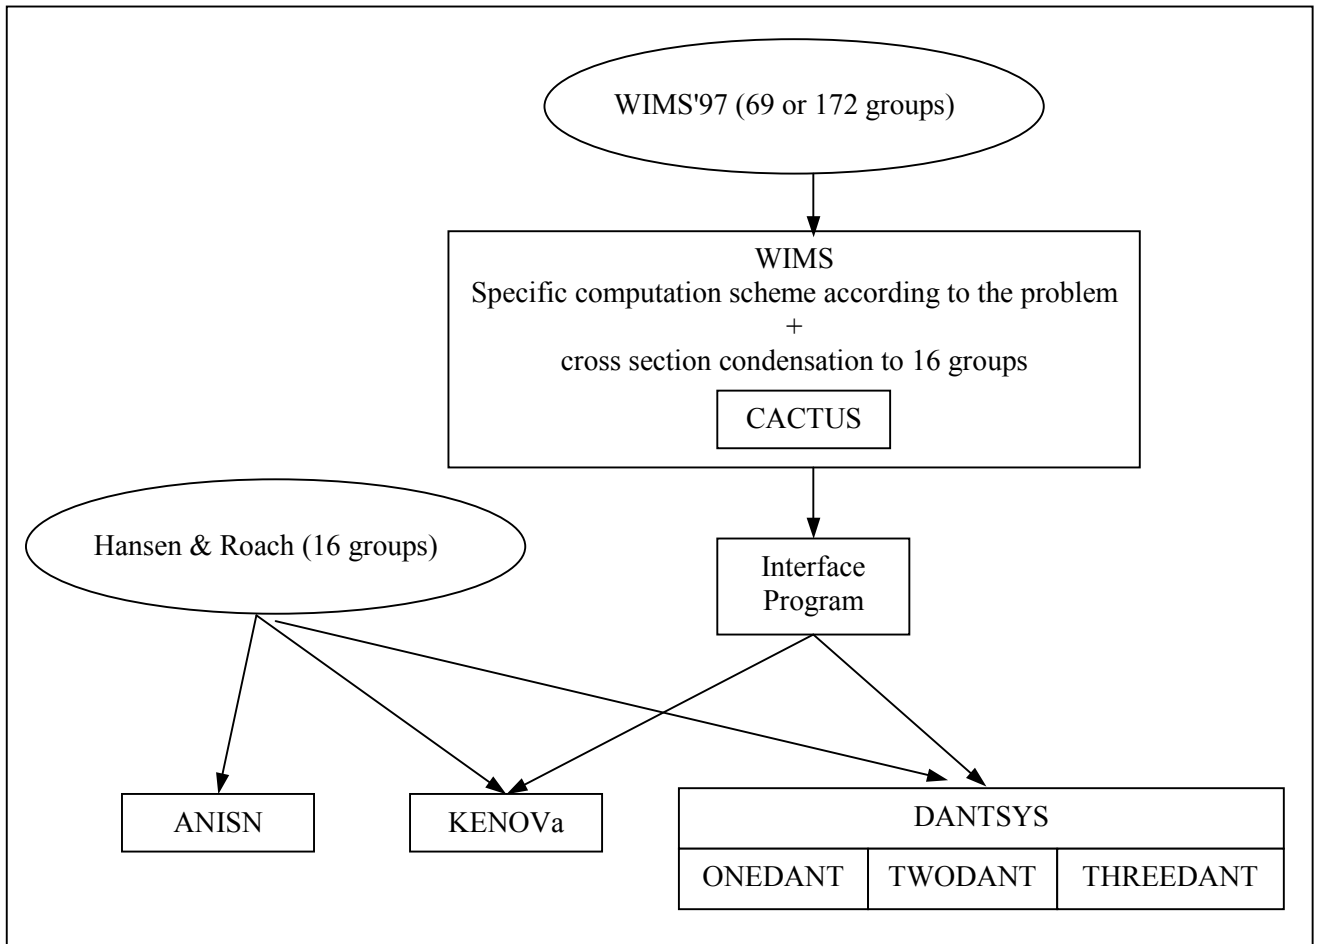 WIMS'97 (69 or 172 groups)
WIMS
Specific computation scheme according to the problem
+
cross section condensation to 16 groups
CACTUS
Hansen & Roach (16 groups)
Interface
Program
ANISN
KENOVa
DANTSYS
ONEDANT
TWODANT
THREEDANT